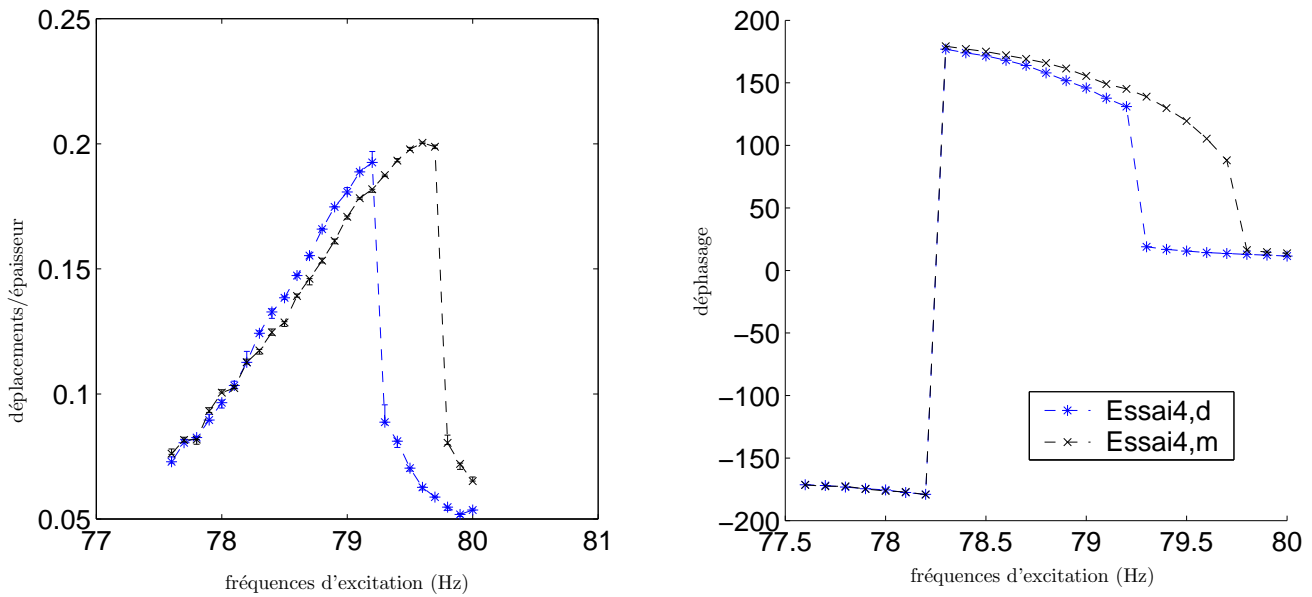 0.25
0.2
0.15
0.1
0.05
déplacements/épaisseur
77 78 79 80 81
fréquences d'excitation (Hz)
200
150
100
50
0
−50
−100
−150
−200
déphasage
Essai4,d
Essai4,m
77.5 78 78.5 79 79.5 80
fréquences d'excitation (Hz)